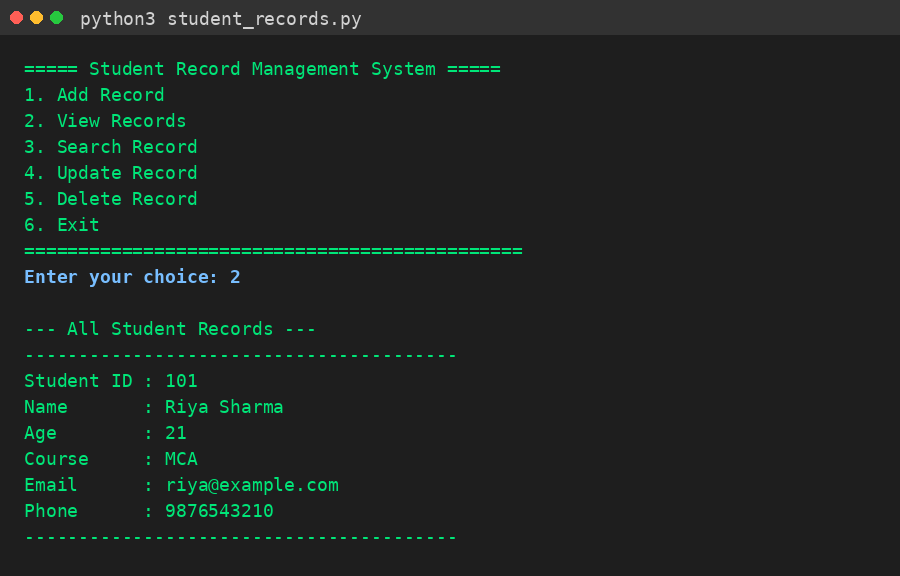 python3 student_records.py
===== Student Record Management System =====
1. Add Record
2. View Records
3. Search Record
4. Update Record
5. Delete Record
6. Exit
==============================================
Enter your choice: 2
--- All Student Records ---
----------------------------------------
Student ID : 101
Name       : Riya Sharma
Age        : 21
Course     : MCA
Email      : riya@example.com
Phone      : 9876543210
----------------------------------------